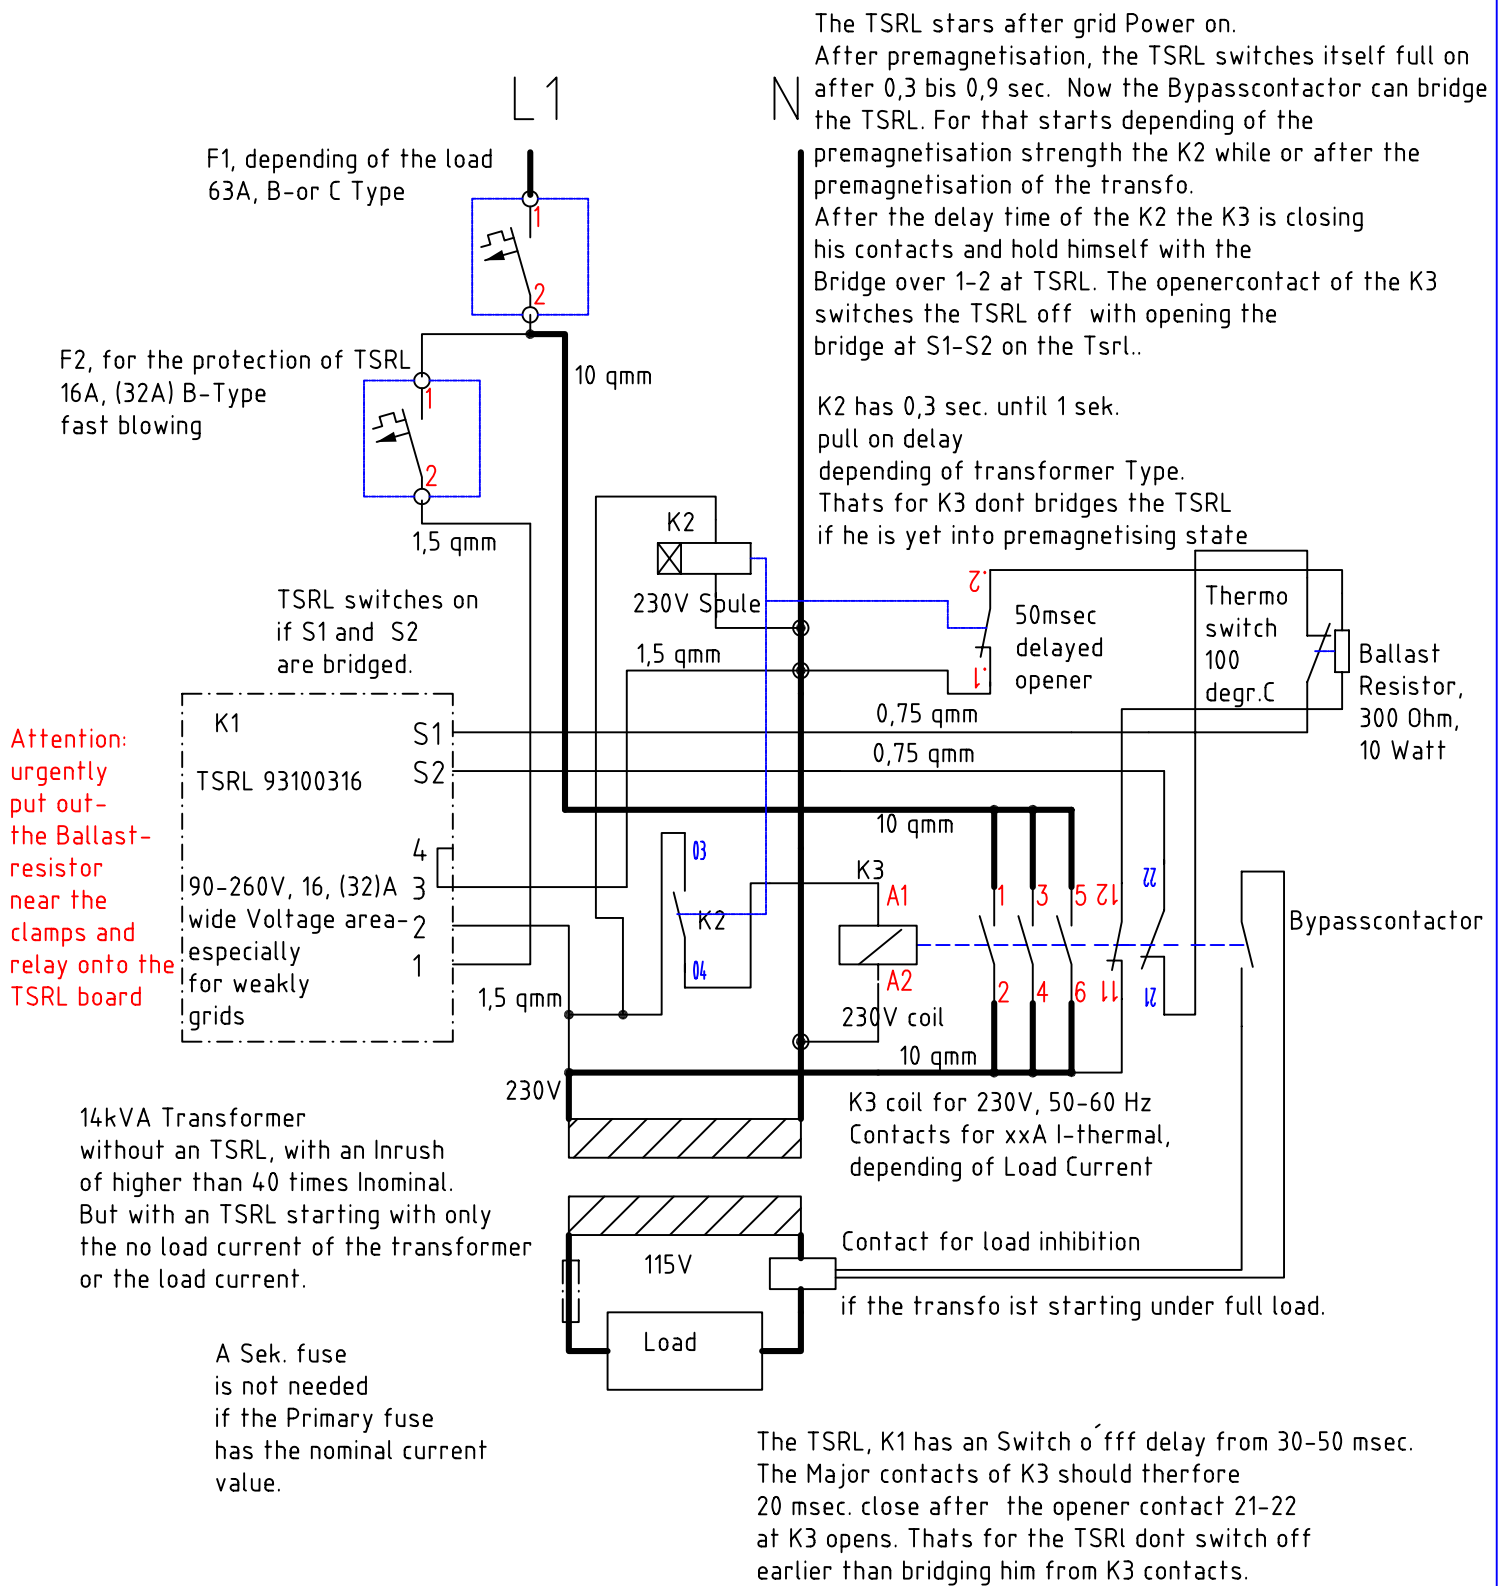 The TSRL stars after grid Power on.
After premagnetisation, the TSRL switches itself full on
after 0,3 bis 0,9 sec. Now the Bypasscontactor can bridge
the TSRL. For that starts depending of the
premagnetisation strength the K2 while or after the
premagnetisation of the transfo.
After the delay time of the K2 the K3 is closing
his contacts and hold himself with the
Bridge over 1-2 at TSRL. The openercontact of the K3
switches the TSRL off with opening the
bridge at S1-S2 on the Tsrl..
L1
N
F1, depending of the load
63A, B-or C Type
1
2
F2, for the protection of TSRL
16A, (32A) B-Type
fast blowing
1
2
10 qmm
1,5 qmm
K2 has 0,3 sec. until 1 sek.
pull on delay
depending of transformer Type.
Thats for K3 dont bridges the TSRL
if he is yet into premagnetising state
K2
230V Spule
1,5 qmm
.2
.1
50msec
delayed
opener
Thermo
switch
100
degr.C
Ballast
Resistor,
300 Ohm,
10 Watt
TSRL switches on
if S1 and S2
are bridged.
Attention:
urgently
put out-
the Ballast-
resistor
near the
clamps and
relay onto the
TSRL board
K1
TSRL 93100316
90-260V, 16, (32)A
wide Voltage area-
especially
for weakly
grids
S1
S2
4
3
2
1
0,75 qmm
0,75 qmm
10 qmm
03
K2
04
K3
A1
A2
230V coil
1
3
5
12
22
2
4
6
11
21
Bypasscontactor
1,5 qmm
10 qmm
230V
K3 coil for 230V, 50-60 Hz
Contacts for xxA I-thermal,
depending of Load Current
14kVA Transformer
without an TSRL, with an Inrush
of higher than 40 times Inominal.
But with an TSRL starting with only
the no load current of the transformer
or the load current.
115V
Contact for load inhibition
if the transfo ist starting under full load.
Load
A Sek. fuse
is not needed
if the Primary fuse
has the nominal current
value.
The TSRL, K1 has an Switch o´fff delay from 30-50 msec.
The Major contacts of K3 should therfore
20 msec. close after the opener contact 21-22
at K3 opens. Thats for the TSRl dont switch off
earlier than bridging him from K3 contacts.